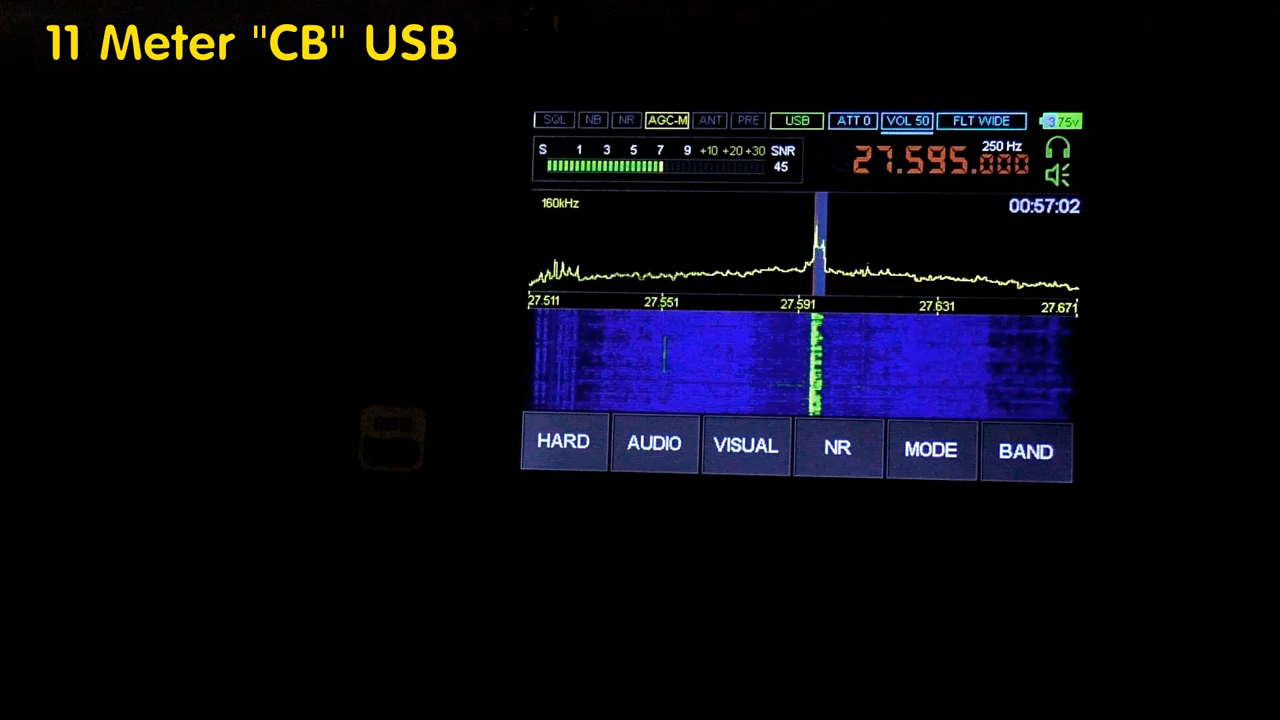 11 Meter "CB" USB
SQL NB NR AGC-M ANT PRE USB ATT 0 VOL 50 FLT WIDE 3.75v
S 1 3 5 7 9 +10 +20 +30 SNR
45
250 Hz
27.595.000
160kHz
00:57:02
27.511 27.551 27.591 27.631 27.671
HARD AUDIO VISUAL NR MODE BAND